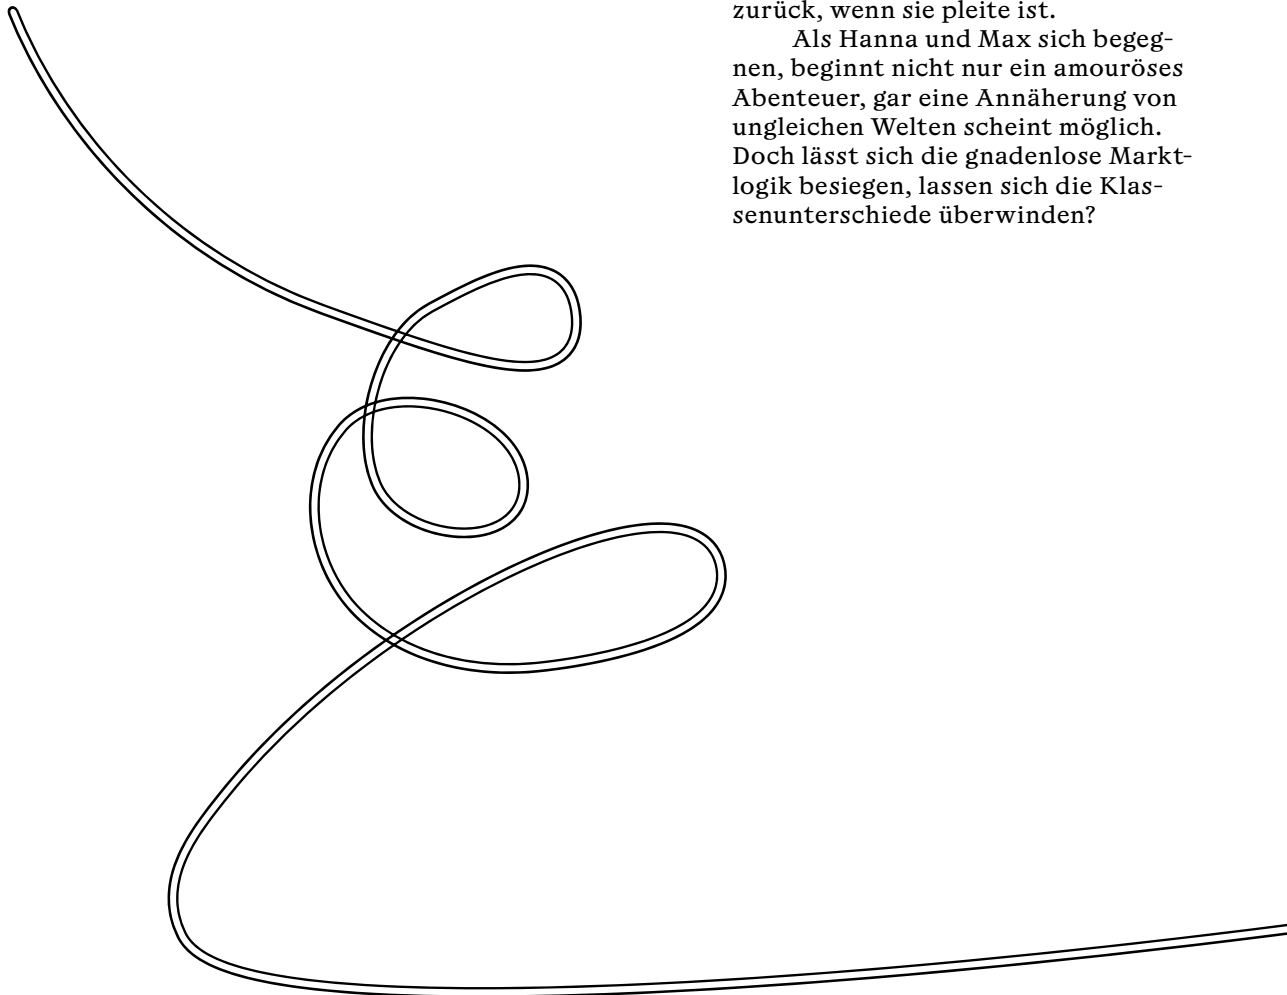 zurück, wenn sie pleite ist.
Als Hanna und Max sich begeg-
nen, beginnt nicht nur ein amouröses
Abenteuer, gar eine Annäherung von
ungleichen Welten scheint möglich.
Doch lässt sich die gnadenlose Markt-
logik besiegen, lassen sich die Klas-
senunterschiede überwinden?